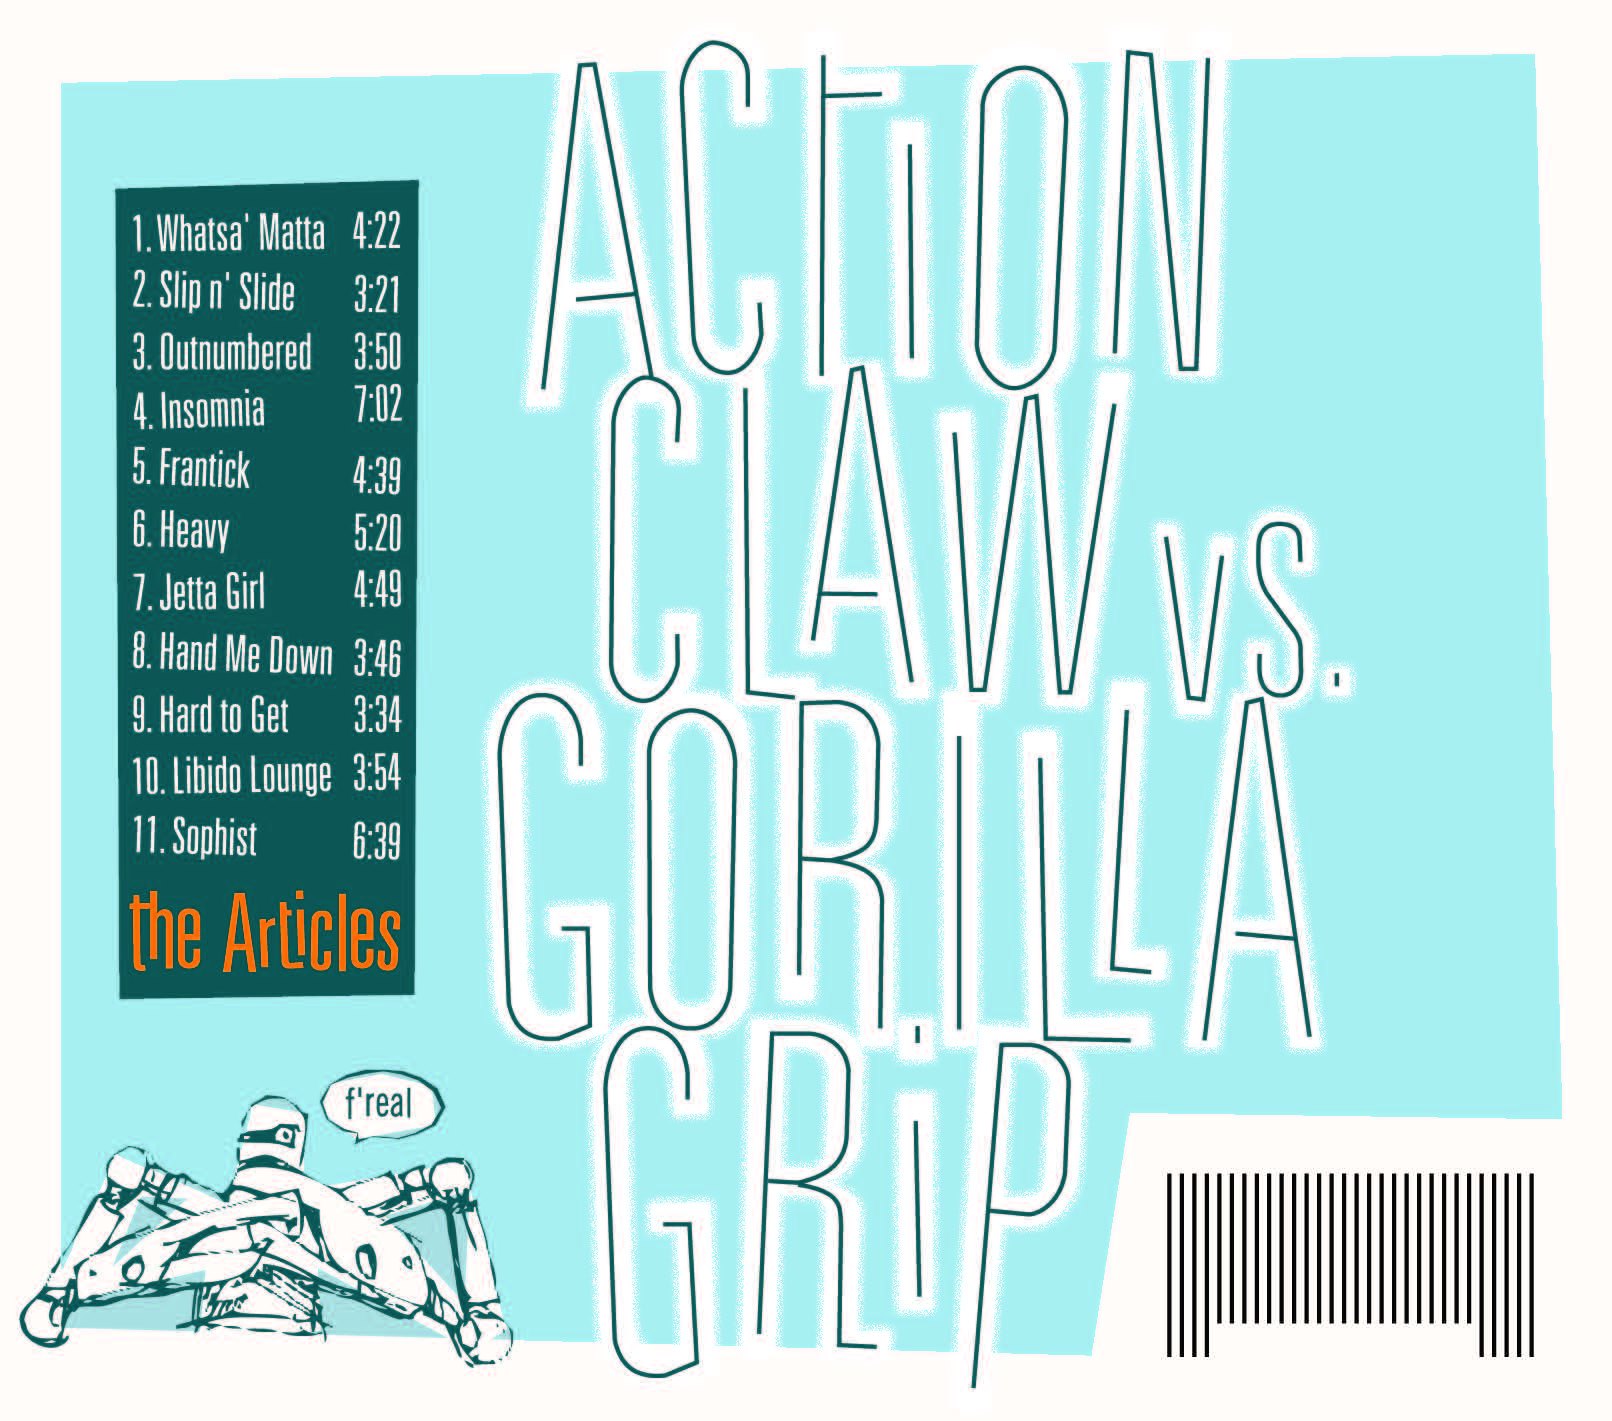 ACTION
CLAW vs.
GORILLA
GRiP
1. Whatsa' Matta 4:22
2. Slip n' Slide 3:21
3. Outnumbered 3:50
4. Insomnia 7:02
5. Frantick 4:39
6. Heavy 5:20
7. Jetta Girl 4:49
8. Hand Me Down 3:46
9. Hard to Get 3:34
10. Libido Lounge 3:54
11. Sophist 6:39
the Articles
f'real